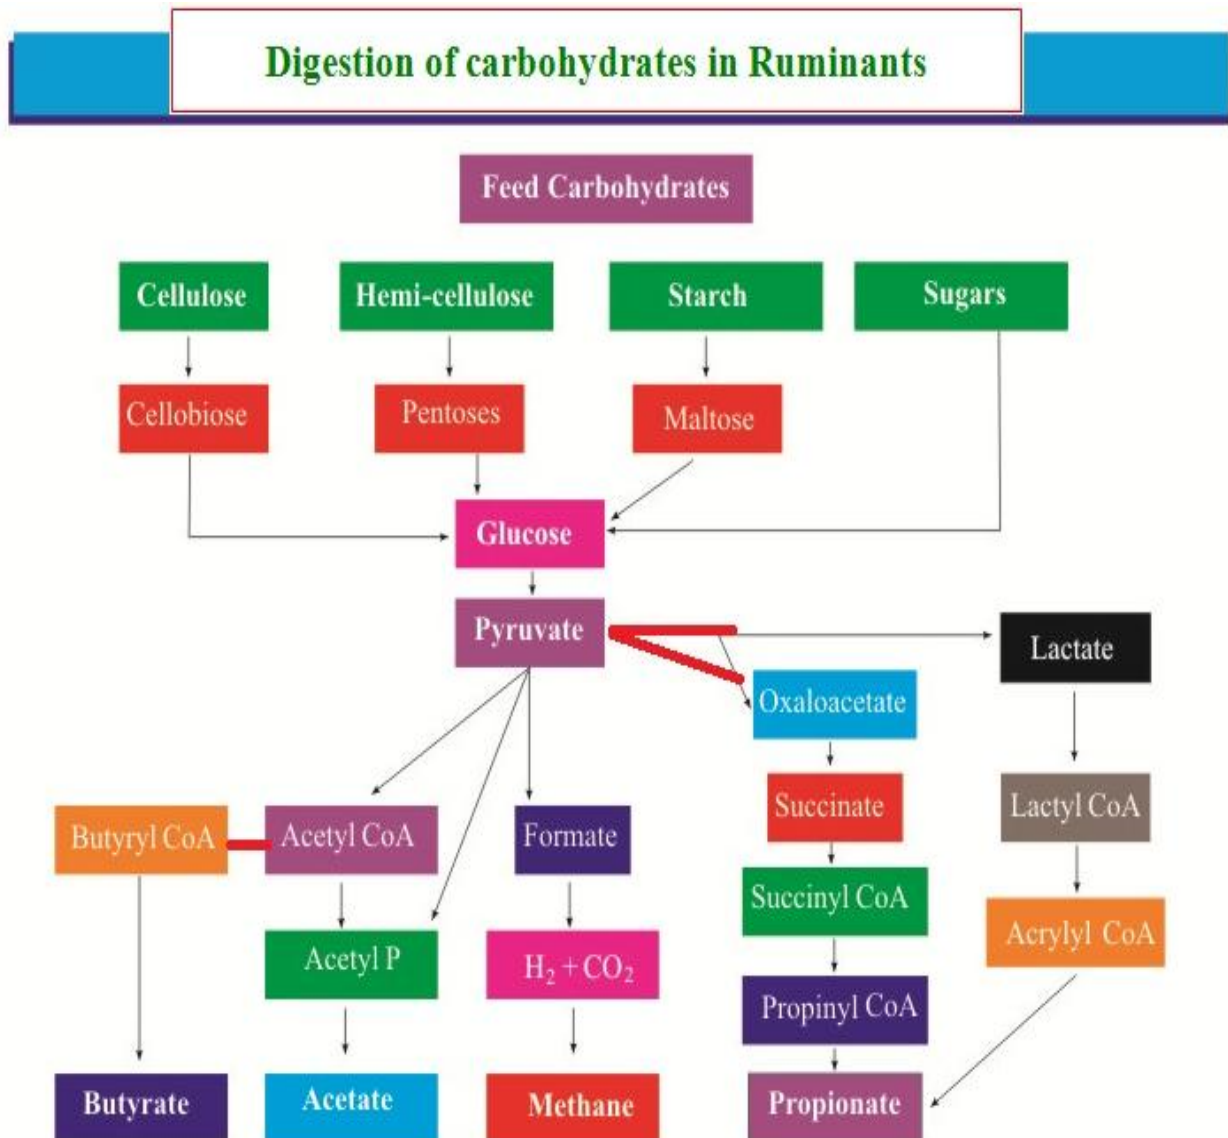 Digestion of carbohydrates in Ruminants
Feed Carbohydrates
Cellulose
Hemi-cellulose
Starch
Sugars
Cellobiose
Pentoses
Maltose
Glucose
Pyruvate
Lactate
Oxaloacetate
Butyryl CoA
Acetyl CoA
Formate
Succinate
Lactyl CoA
Succinyl CoA
Acetyl P
H₂ + CO₂
Acrylyl CoA
Propinyl CoA
Butyrate
Acetate
Methane
Propionate